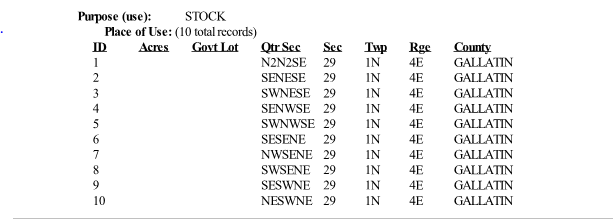 Purpose (use): STOCK
Place of Use: (10 total records)
ID Acres Govt Lot Qtr Sec Sec Twp Rge County
1 N2N2SE 29 1N 4E GALLATIN
2 SENESE 29 1N 4E GALLATIN
3 SWNESE 29 1N 4E GALLATIN
4 SENWSE 29 1N 4E GALLATIN
5 SWNWSE 29 1N 4E GALLATIN
6 SESENE 29 1N 4E GALLATIN
7 NWSENE 29 1N 4E GALLATIN
8 SWSENE 29 1N 4E GALLATIN
9 SESWNE 29 1N 4E GALLATIN
10 NESWNE 29 1N 4E GALLATIN